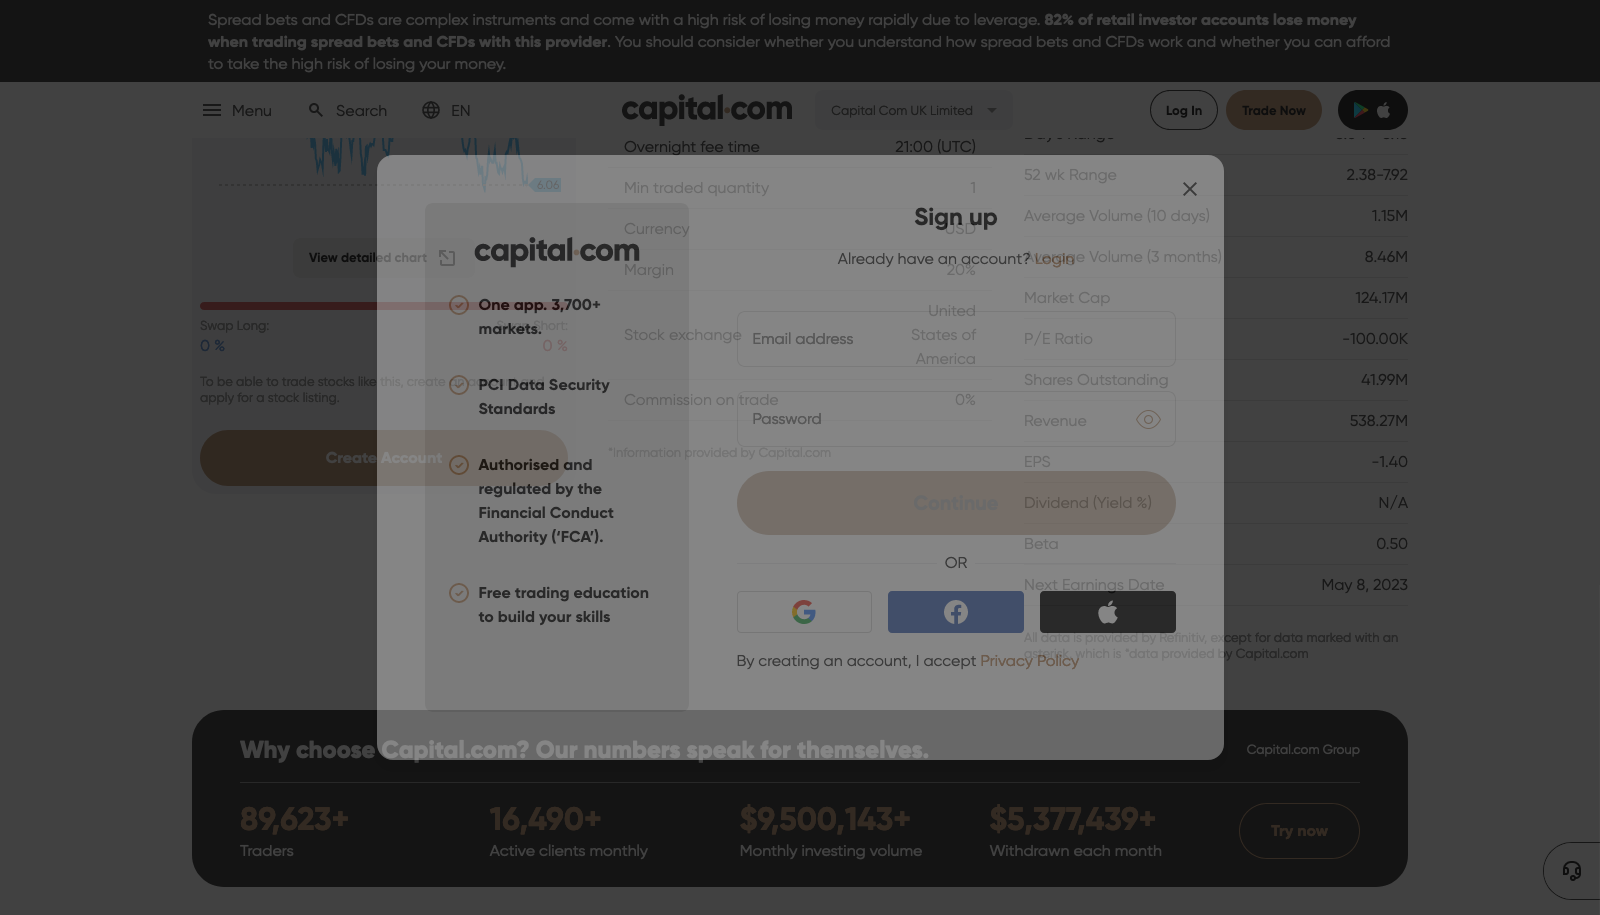 Spread bets and CFDs are complex instruments and come with a high risk of losing money rapidly due to leverage. 82% of retail investor accounts lose money
when trading spread bets and CFDs with this provider. You should consider whether you understand how spread bets and CFDs work and whether you can afford
to take the high risk of losing your money.
Menu
Search
EN
capital.com
Capital Com UK Limited
Log In
Trade Now
6.06
View detailed chart
Swap Long:
0 %
Short:
0 %
To be able to trade stocks like this, create
apply for a stock listing.
Create Account
Overnight fee time 21:00 (UTC)
Min traded quantity 1
Currency USD
Margin 20%
Stock exchange United
States of
America
Commission on trade 0%
*Information provided by Capital.com
Days Range
52 wk Range 2.38-7.92
Average Volume (10 days) 1.15M
Average Volume (3 months) 8.46M
Market Cap 124.17M
P/E Ratio -100.00K
Shares Outstanding 41.99M
Revenue 538.27M
EPS -1.40
Dividend (Yield %) N/A
Beta 0.50
Next Earnings Date May 8, 2023
All data is provided by Refinitiv, except for data marked with an
asterisk, which is *data provided by Capital.com
capital.com
One app. 3,700+
markets.
PCI Data Security
Standards
Authorised and
regulated by the
Financial Conduct
Authority (‘FCA’).
Free trading education
to build your skills
Sign up
Already have an account? Login
Email address
Password
Continue
OR
By creating an account, I accept Privacy Policy
Why choose Capital.com? Our numbers speak for themselves.
Capital.com Group
89,623+
Traders
16,490+
Active clients monthly
$9,500,143+
Monthly investing volume
$5,377,439+
Withdrawn each month
Try now